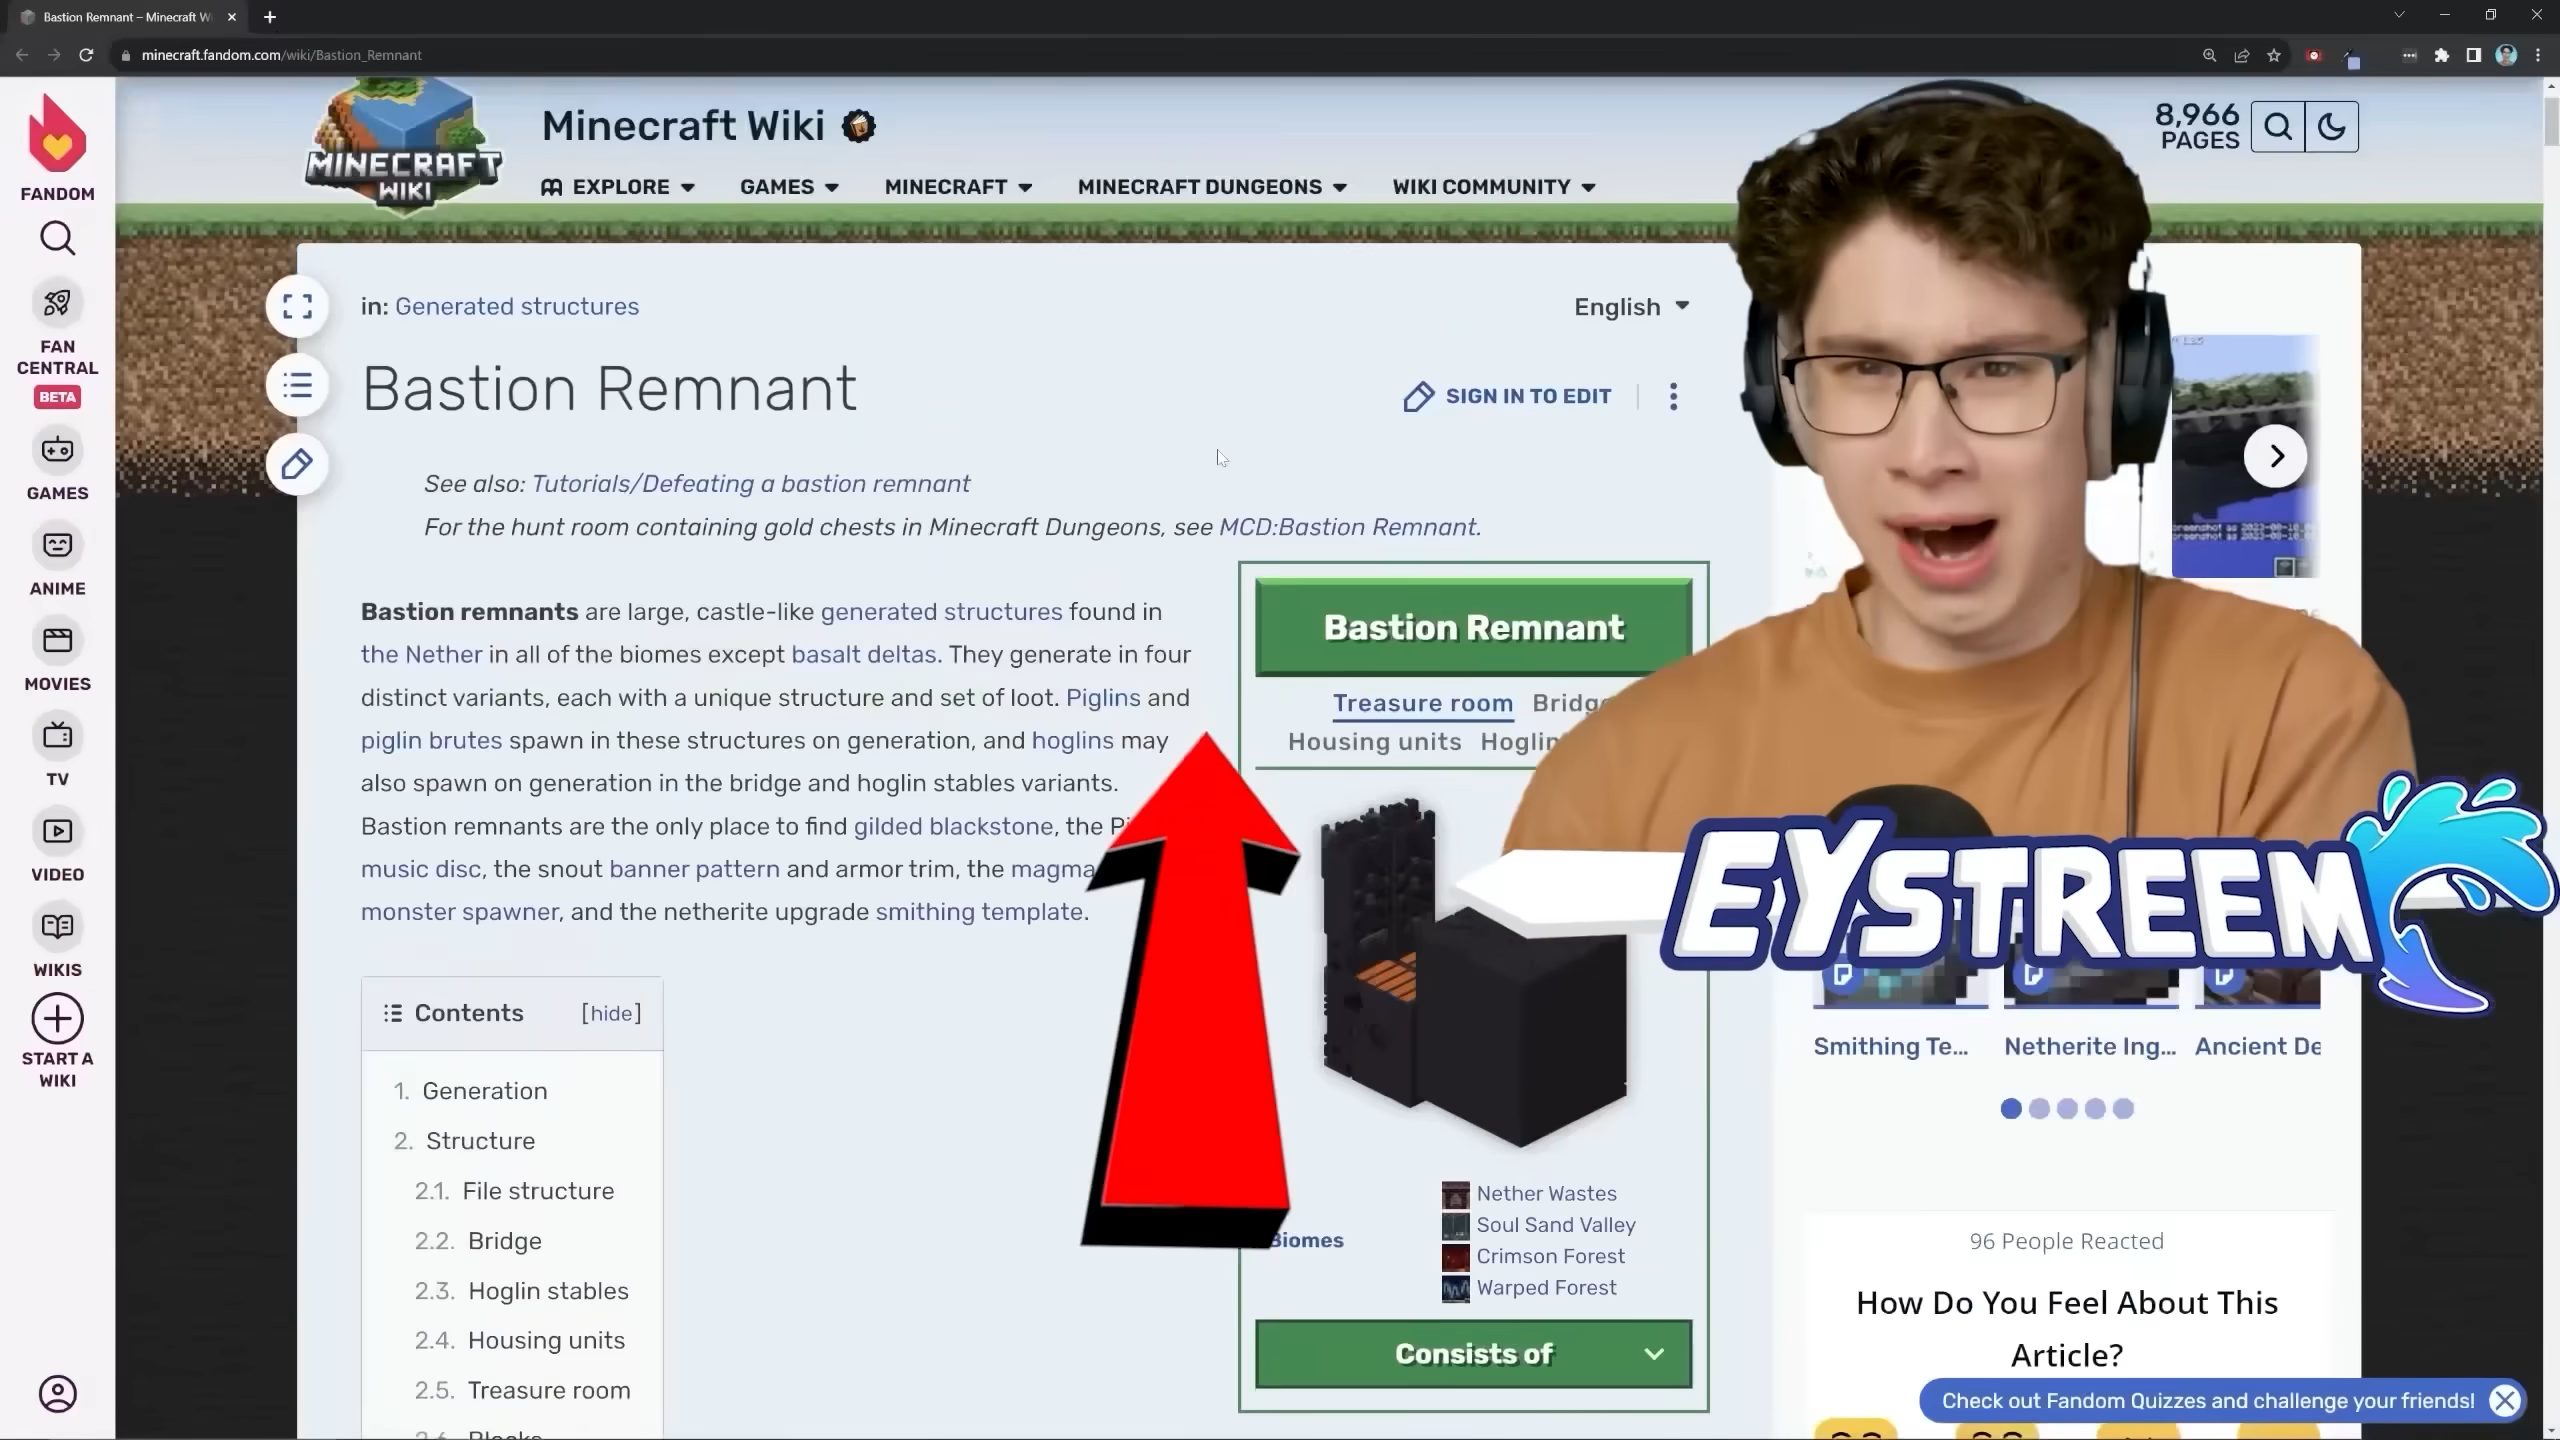 Bastion Remnant – Minecraft W
minecraft.fandom.com/wiki/Bastion_Remnant
FANDOM
FAN
CENTRAL
BETA
GAMES
ANIME
MOVIES
TV
VIDEO
WIKIS
START A
WIKI
MINECRAFT
WIKI
Minecraft Wiki
8,966
PAGES
EXPLORE
GAMES
MINECRAFT
MINECRAFT DUNGEONS
WIKI COMMUNITY
in: Generated structures
English
Bastion Remnant
SIGN IN TO EDIT
See also: Tutorials/Defeating a bastion remnant
For the hunt room containing gold chests in Minecraft Dungeons, see MCD:Bastion Remnant.
Bastion remnants are large, castle-like generated structures found in
the Nether in all of the biomes except basalt deltas. They generate in four
distinct variants, each with a unique structure and set of loot. Piglins and
piglin brutes spawn in these structures on generation, and hoglins may
also spawn on generation in the bridge and hoglin stables variants.
Bastion remnants are the only place to find gilded blackstone, the Pi
music disc, the snout banner pattern and armor trim, the magma
monster spawner, and the netherite upgrade smithing template.
Contents [hide]
1. Generation
2. Structure
2.1. File structure
2.2. Bridge
2.3. Hoglin stables
2.4. Housing units
2.5. Treasure room
Bastion Remnant
Treasure room Bridg
Housing units Hoglin
Biomes
Nether Wastes
Soul Sand Valley
Crimson Forest
Warped Forest
Consists of
EYSTREEM
Smithing Te... Netherite Ing... Ancient De
96 People Reacted
How Do You Feel About This
Article?
Check out Fandom Quizzes and challenge your friends!